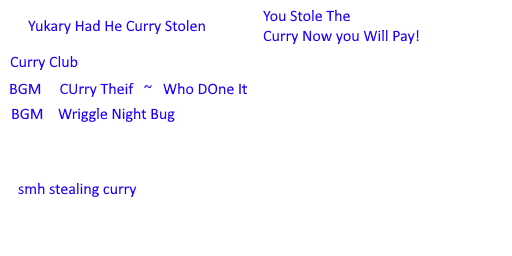 Yukary Had He Curry Stolen
You Stole The
Curry Now you Will Pay!
Curry Club
BGM CUrry Theif ~ Who DOne It
BGM Wriggle Night Bug
smh stealing curry